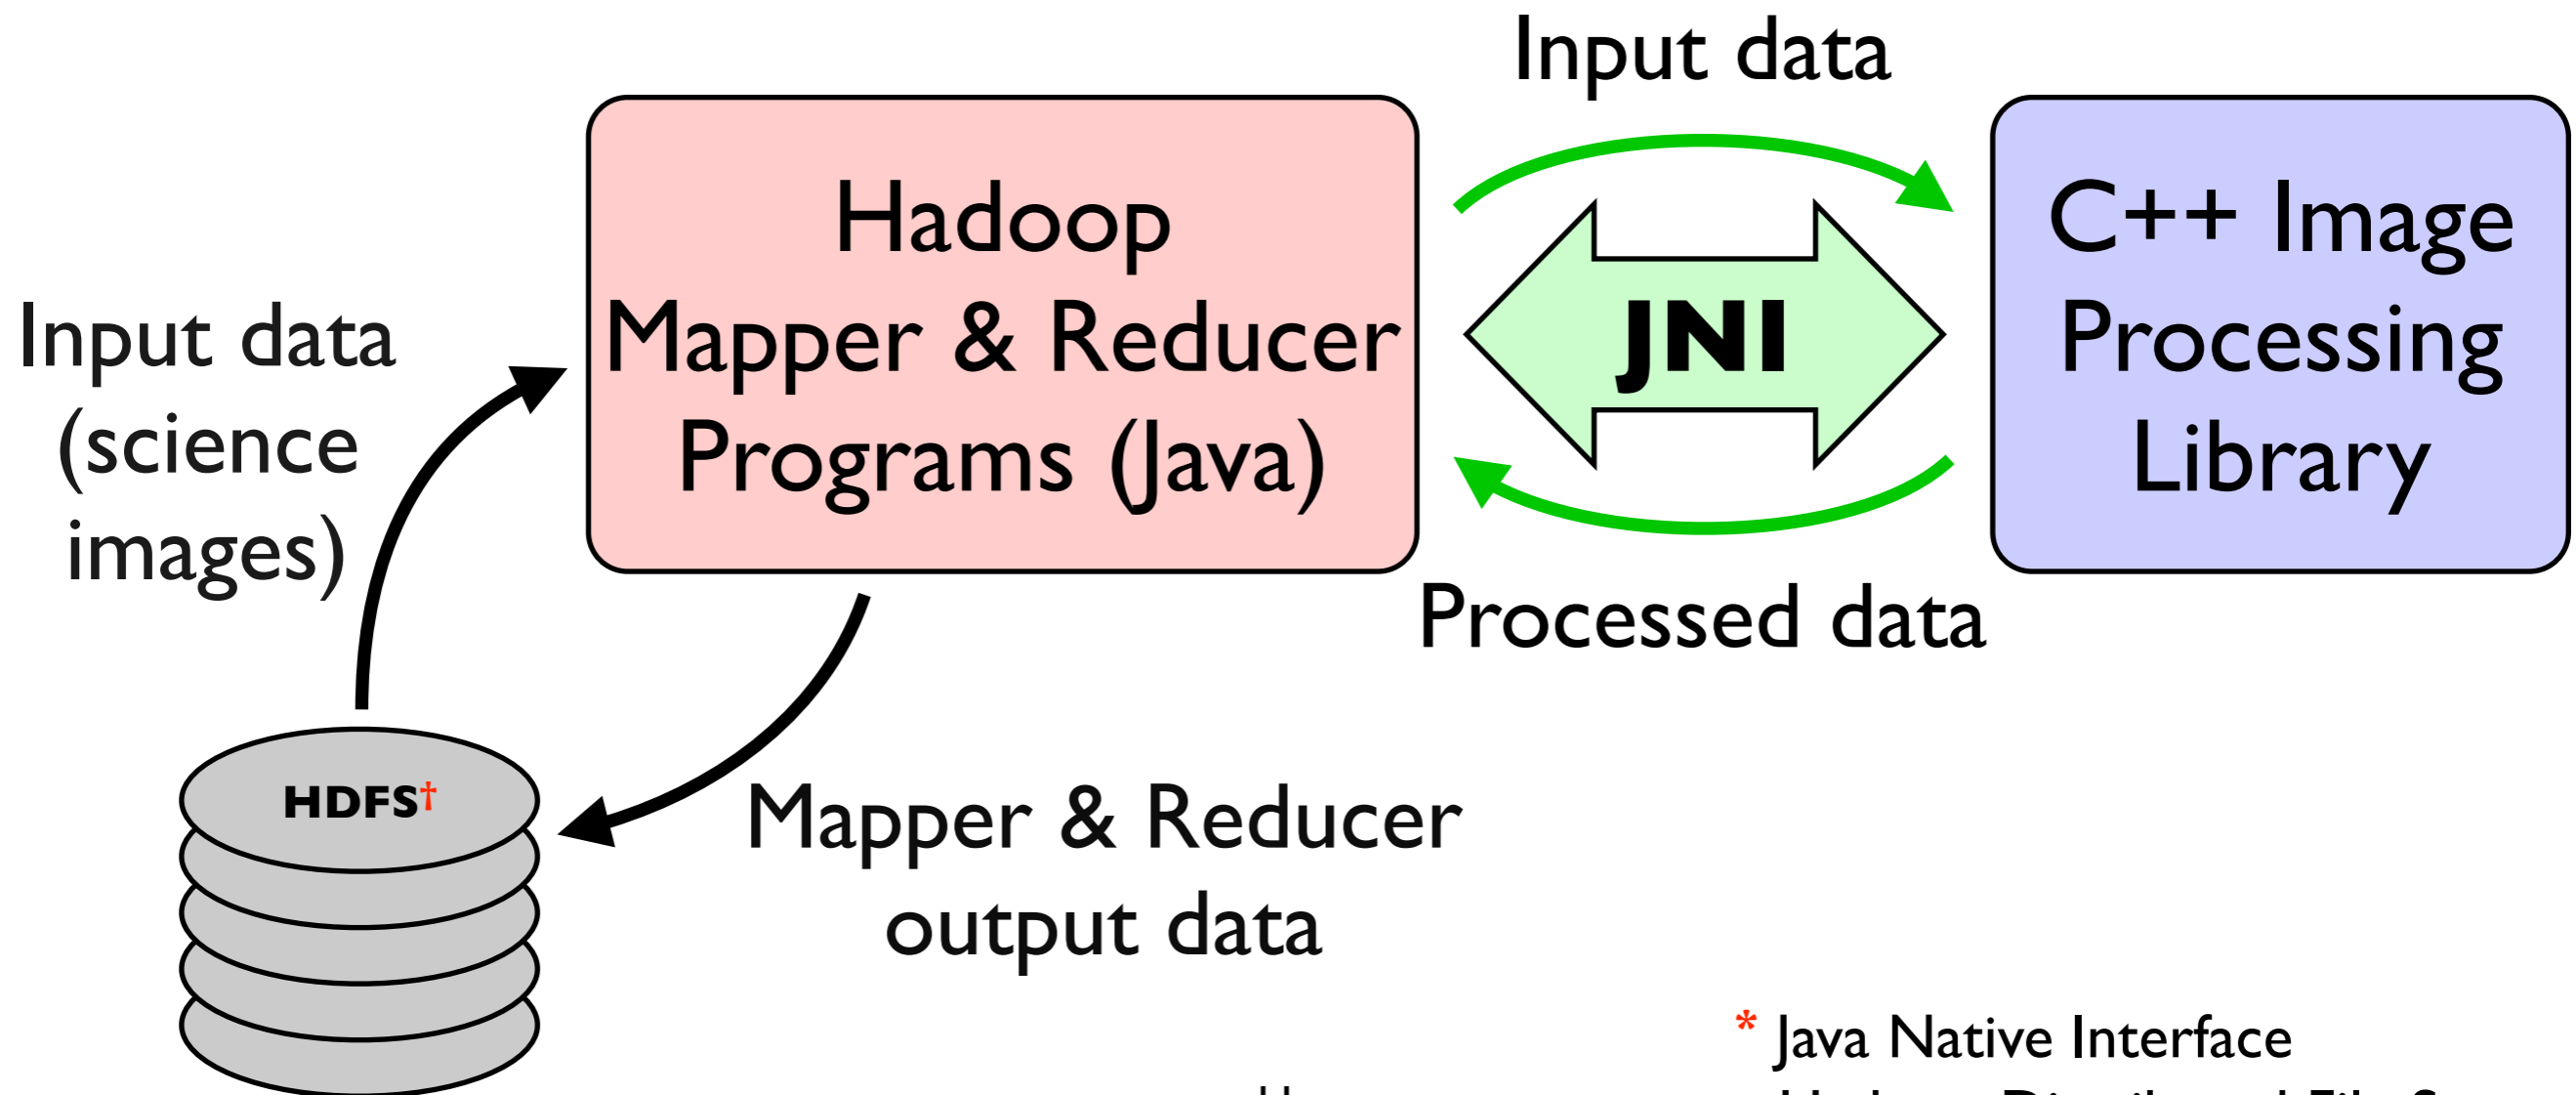 Input data
Hadoop
Mapper & Reducer
Programs (Java)
JNI
C++ Image
Processing
Library
Input data
(science
images)
Processed data
HDFS†
Mapper & Reducer
output data
* Java Native Interface